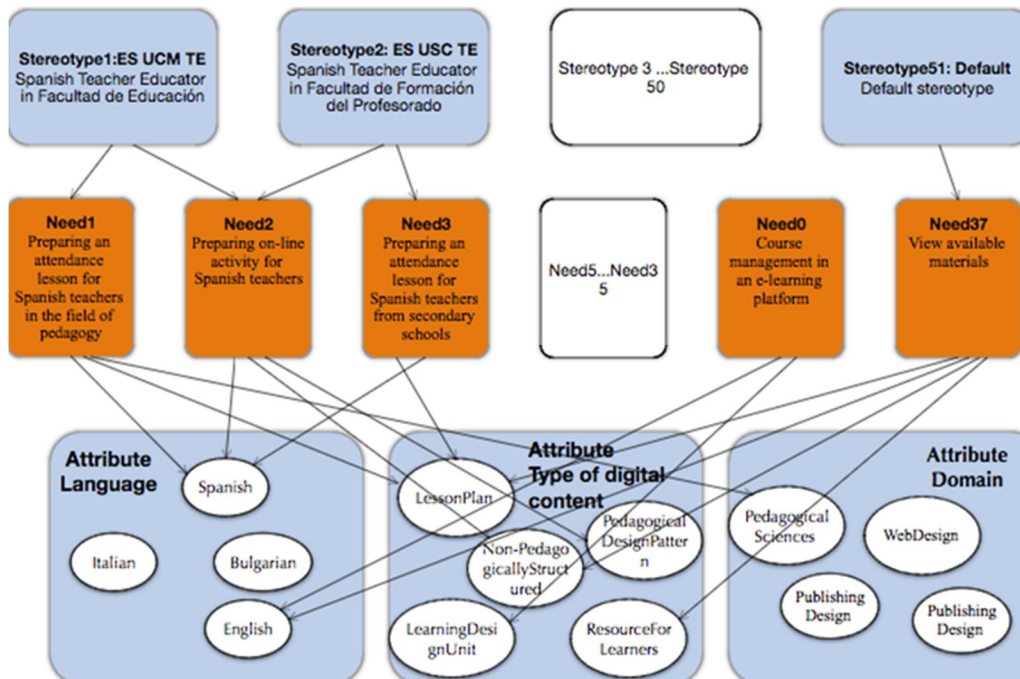 Stereotype1:ES UCM TE
Spanish Teacher Educator
in Facultad de Educación
Stereotype2: ES USC TE
Spanish Teacher Educator
in Facultad de Formación
del Profesorado
Stereotype 3 ...Stereotype
50
Stereotype51: Default
Default stereotype
Need1
Preparing an
attendance
lesson for
Spanish teachers
in the field of
pedagogy
Need2
Preparing on-line
activity for
Spanish teachers
Need3
Preparing an
attendance
lesson for
Spanish teachers
from secondary
schools
Need5...Need3
5
Need0
Course
management in
an e-learning
platform
Need37
View available
materials
Attribute
Language
Spanish
Italian
Bulgarian
English
Attribute
Type of digital
content
LessonPlan
Pedagogical
DesignPatter
n
Non-Pedag
ogicallyStruct
ured
LearningDesi
gnUnit
ResourceFor
Learners
Attribute
Domain
Pedagogical
Sciences
WebDesign
Publishing
Design
Publishing
Design